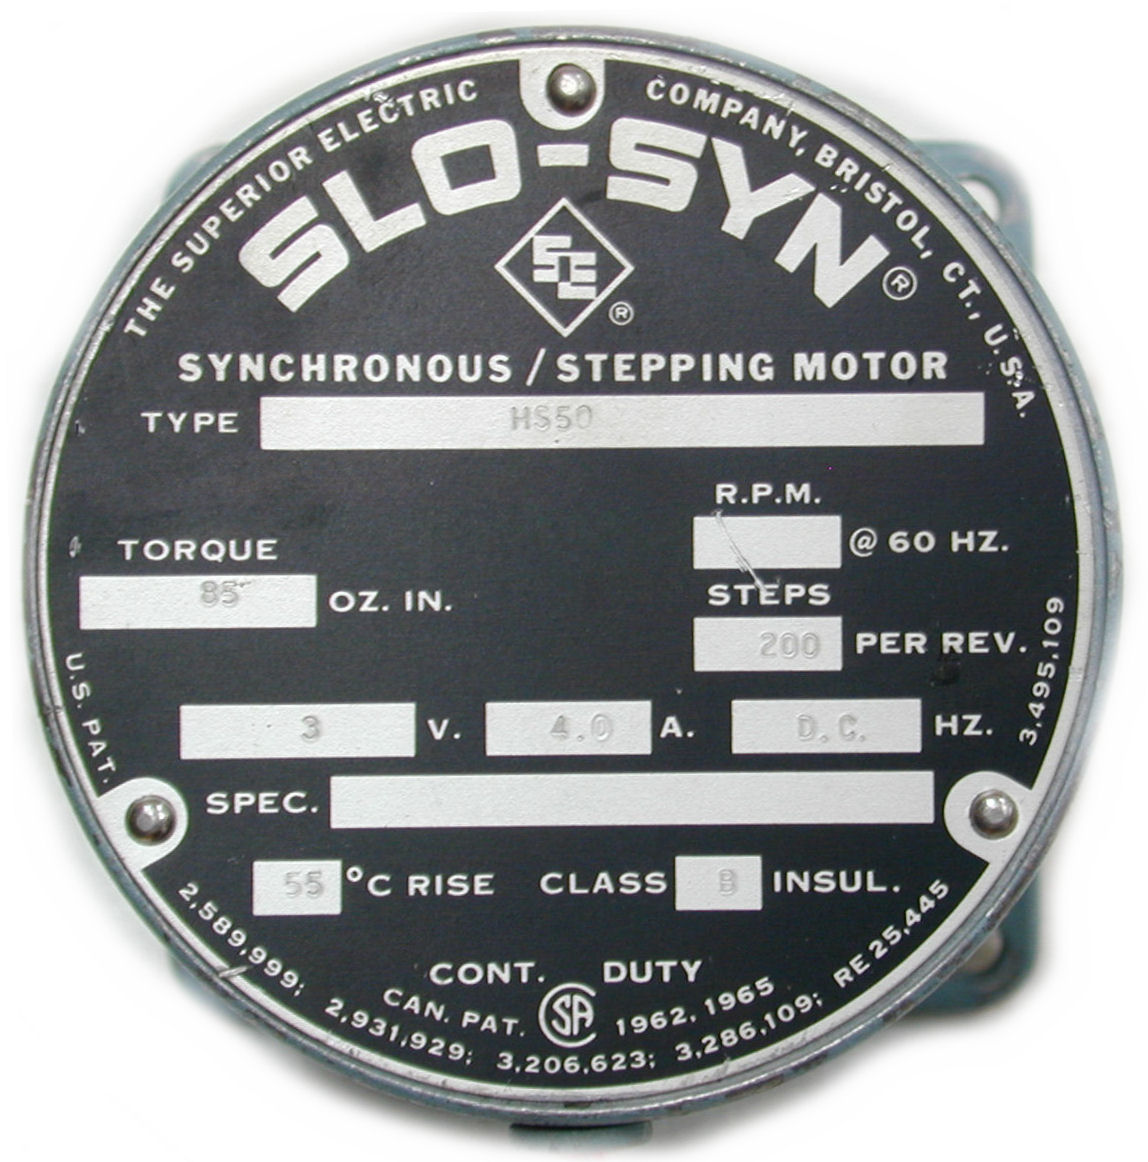 THE SUPERIOR ELECTRIC COMPANY, BRISTOL, CT., U.S.A.
SLO-SYN®
SE ®
SYNCHRONOUS / STEPPING MOTOR
TYPE HS50
R.P.M.
@ 60 HZ.
TORQUE
85 OZ. IN.
STEPS
200 PER REV.
3 V. 4.0 A. D.C. HZ.
SPEC.
55 °C RISE CLASS B INSUL.
CONT. DUTY
CAN. PAT. SA 1962, 1965
U.S. PAT. 2,589,999; 2,931,929; 3,206,623; 3,286,109; RE 25,445 3,495,109